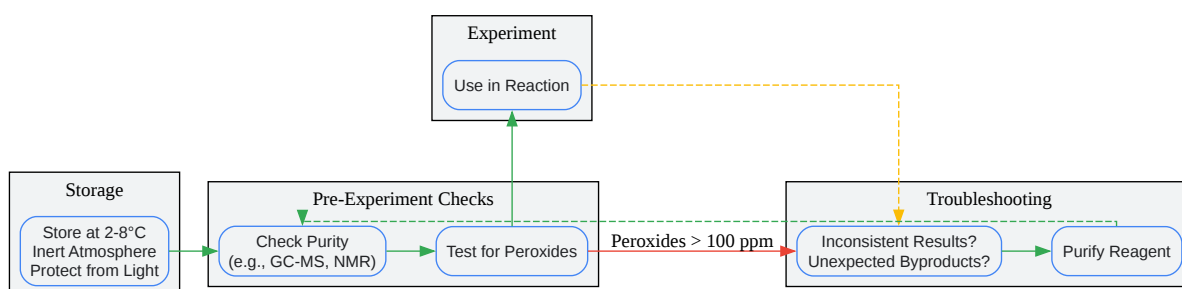 Experiment
Use in Reaction
Storage
Store at 2-8°C
Inert Atmosphere
Protect from Light
Pre-Experiment Checks
Check Purity
(e.g., GC-MS, NMR)
Test for Peroxides
Peroxides > 100 ppm
Troubleshooting
Inconsistent Results?
Unexpected Byproducts?
Purify Reagent